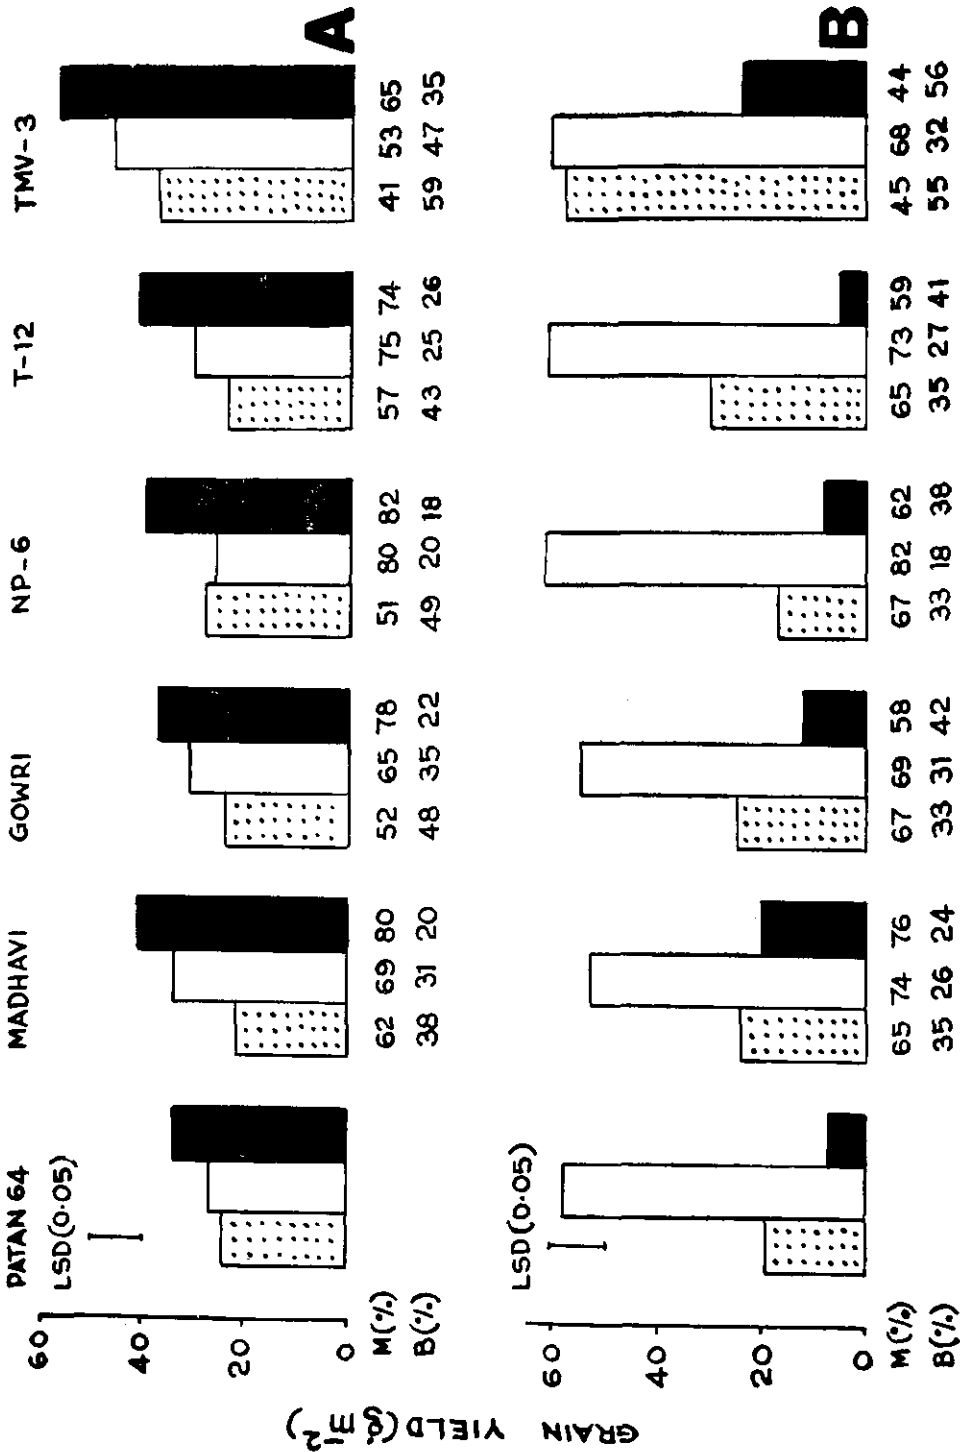 PATAN 64 MADHAVI GOWRI NP-6 T-12 TMV-3
LSD(0.05)
A
60
40
20
0
M(%) 62 69 80 52 65 78 51 80 82 57 75 74 41 53 65
B(%) 38 31 20 48 35 22 49 20 18 43 25 26 59 47 35
GRAIN YIELD (g m-2)
LSD(0.05)
B
60
40
20
0
M(%) 65 74 76 67 69 58 67 82 62 65 73 59 45 68 44
B(%) 35 26 24 33 31 42 33 18 38 35 27 41 55 32 56